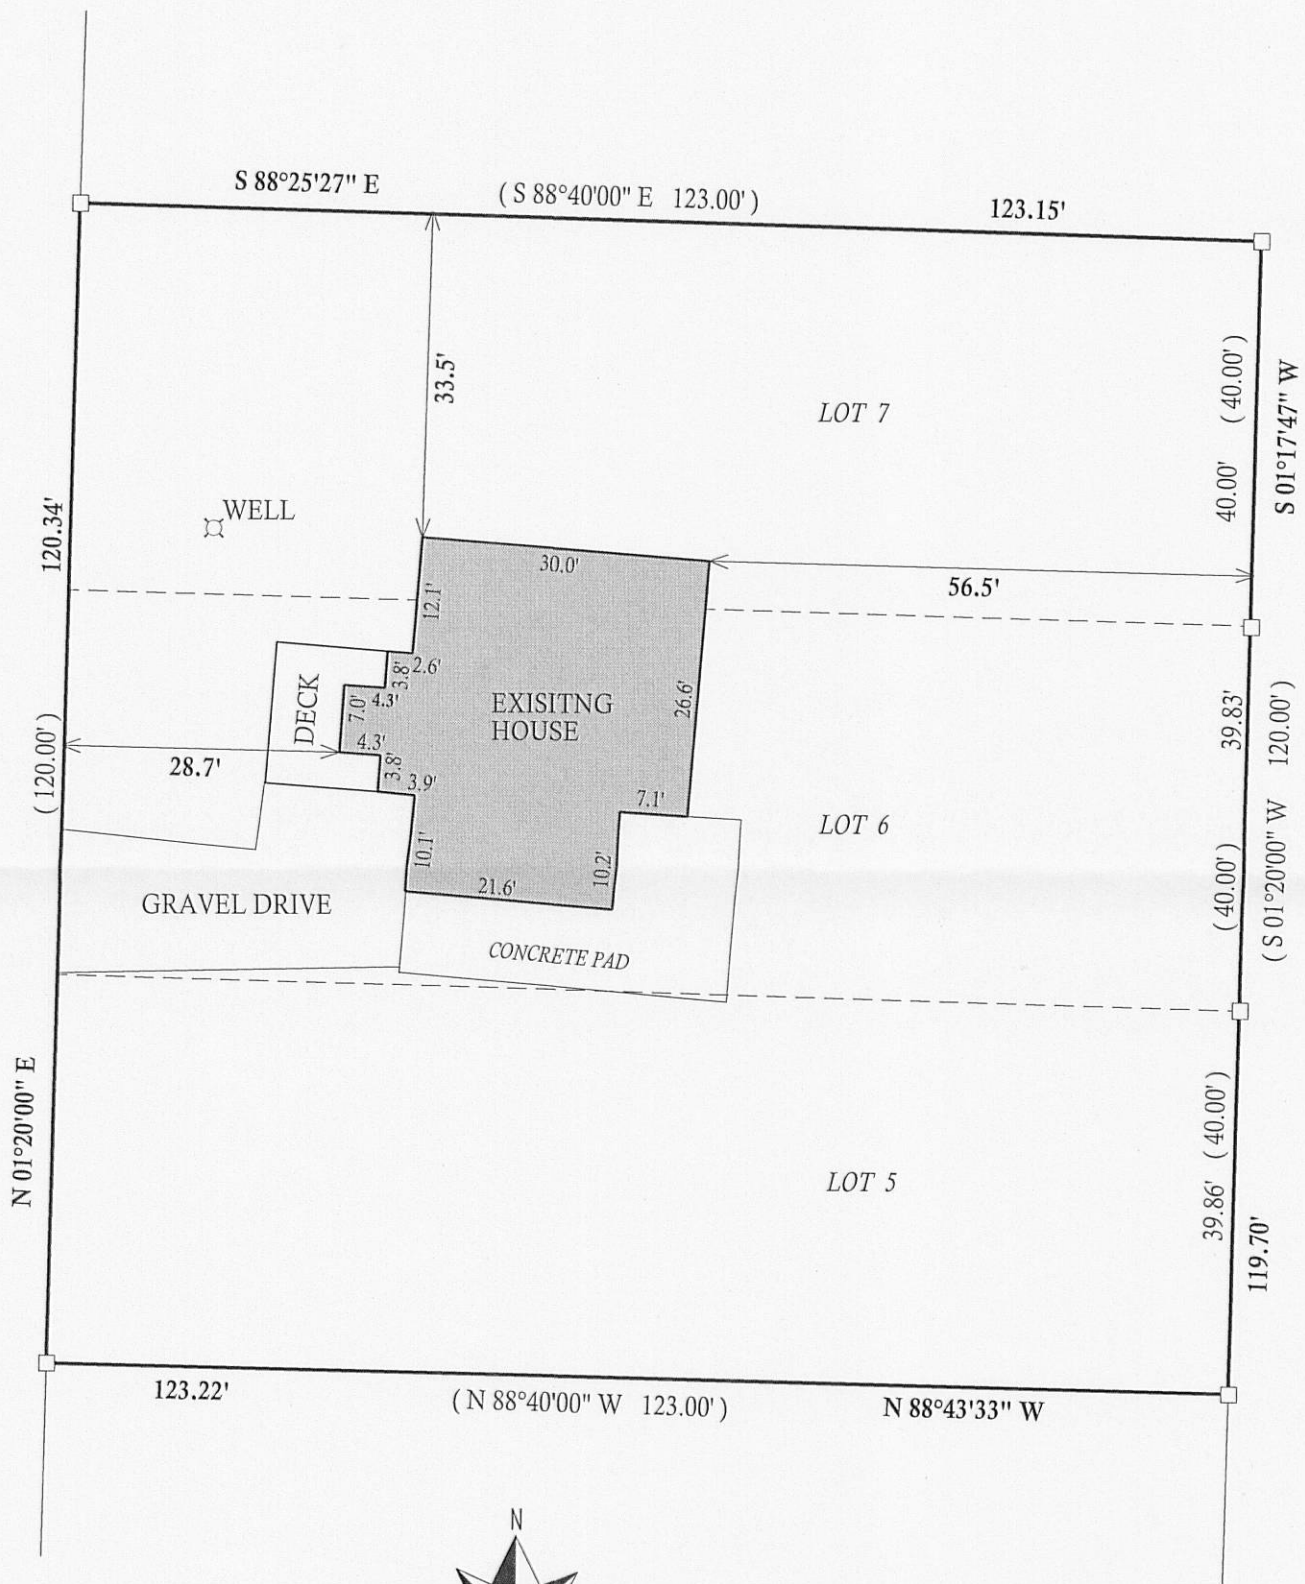 S 88°25'27" E
( S 88°40'00" E 123.00' )
123.15'
33.5'
LOT 7
( 40.00' )
40.00'
S 01°17'47" W
120.34'
WELL
30.0'
56.5'
12.1'
2.6'
3.8'
4.3'
7.0'
DECK
EXISITNG
HOUSE
26.6'
39.83'
( S 01°20'00" W 120.00' )
( 120.00' )
28.7'
4.3'
3.8'
3.9'
7.1'
LOT 6
10.1'
10.2'
( 40.00' )
21.6'
GRAVEL DRIVE
CONCRETE PAD
N 01°20'00" E
LOT 5
39.86' ( 40.00' )
119.70'
123.22'
( N 88°40'00" W 123.00' )
N 88°43'33" W
N